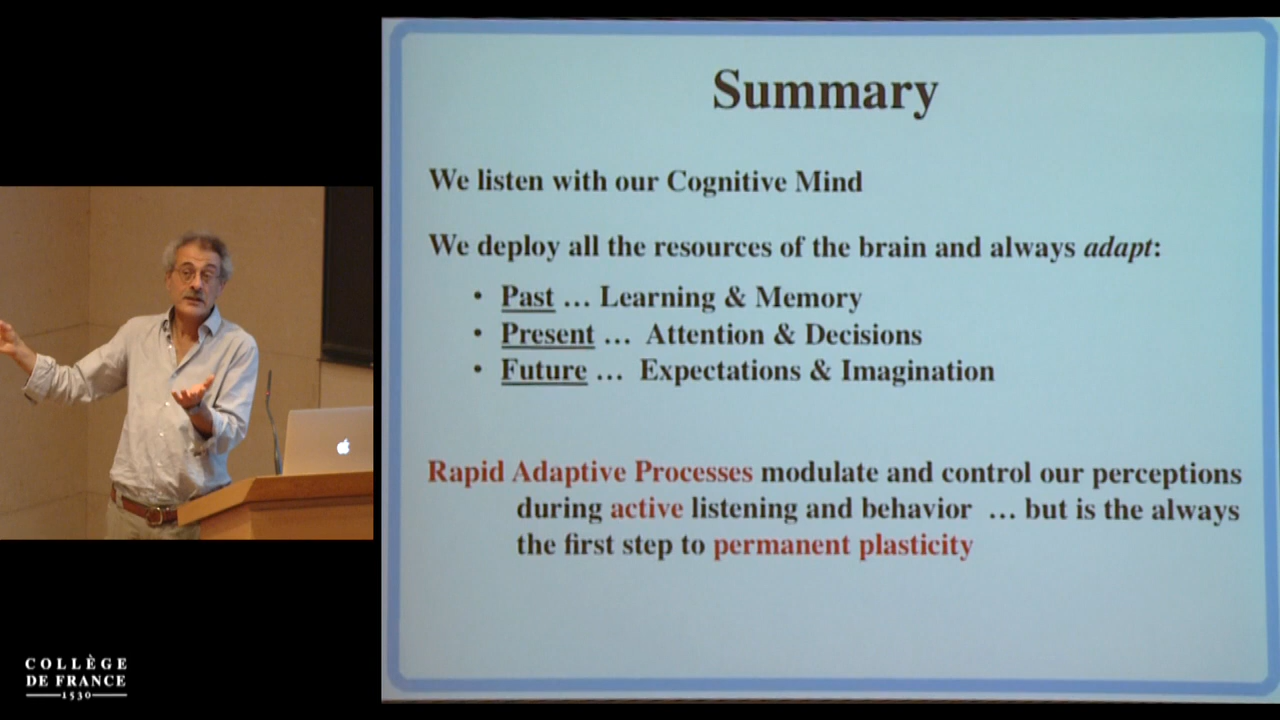 Summary
We listen with our Cognitive Mind
We deploy all the resources of the brain and always adapt:
• Past ... Learning & Memory
• Present ... Attention & Decisions
• Future ... Expectations & Imagination
Rapid Adaptive Processes modulate and control our perceptions
during active listening and behavior ... but is the always
the first step to permanent plasticity
COLLÈGE
DE FRANCE
1530